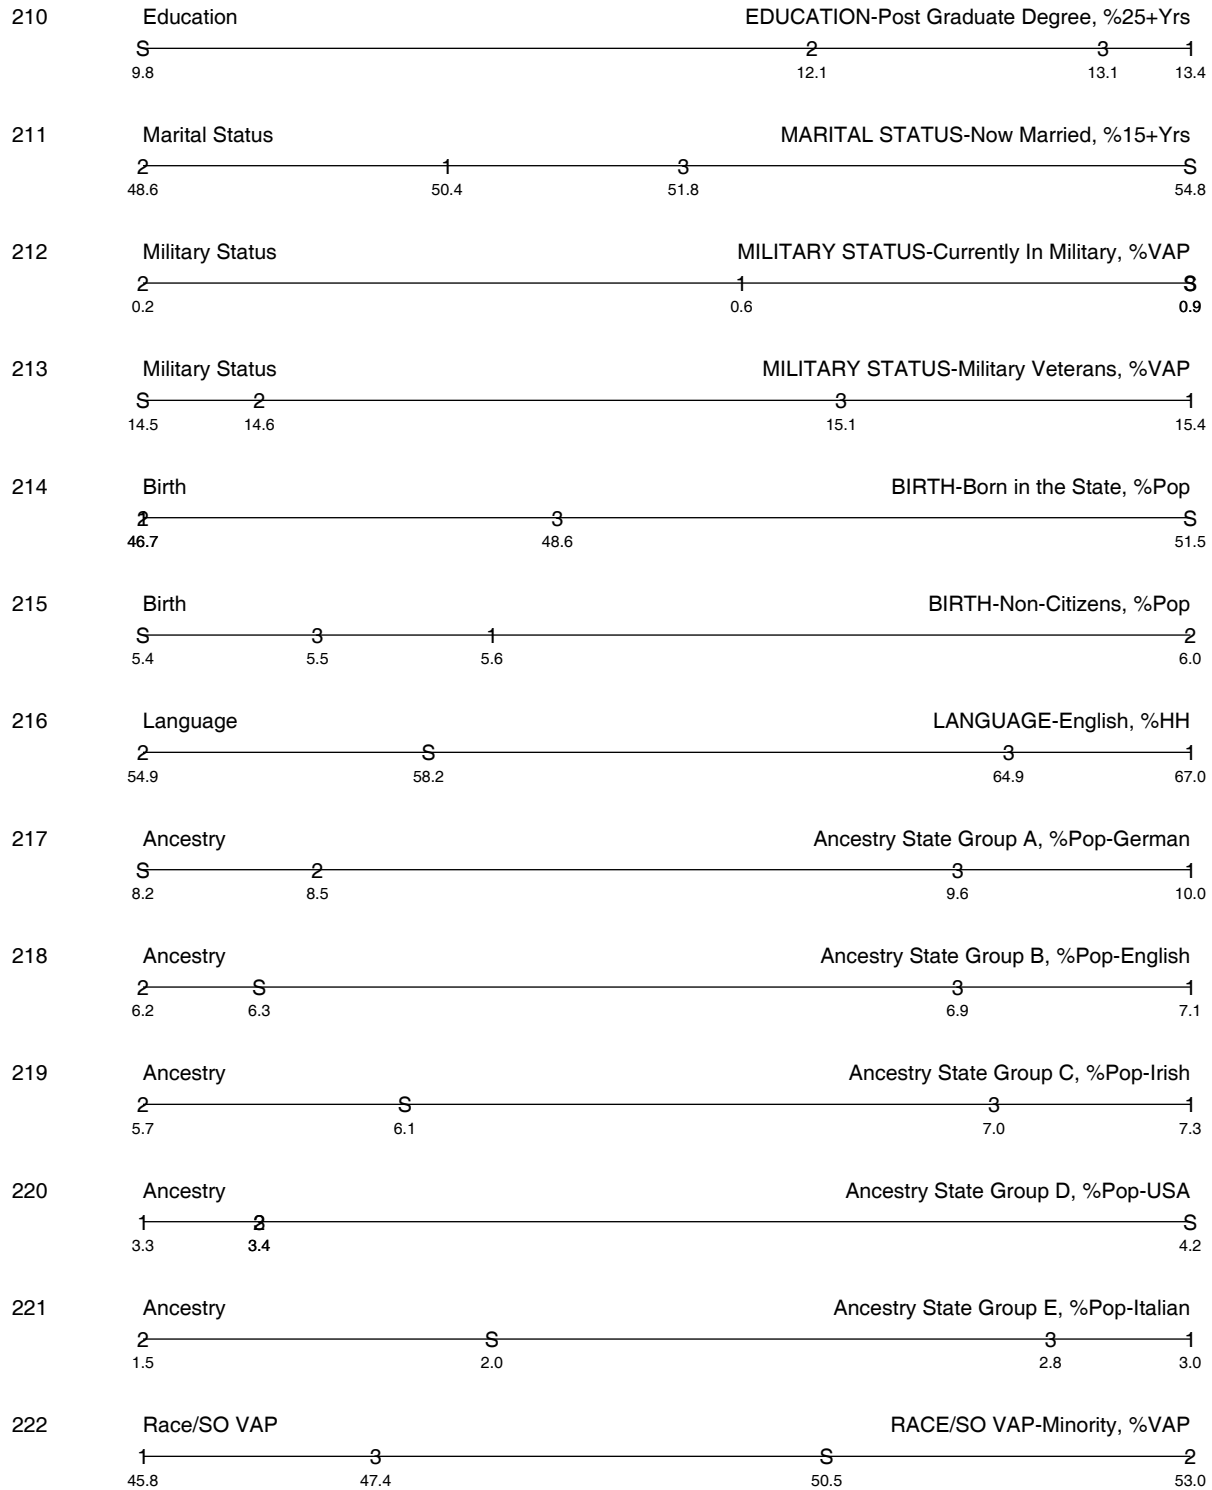 210 Education EDUCATION-Post Graduate Degree, %25+Yrs
S 2 3 1
9.8 12.1 13.1 13.4
211 Marital Status MARITAL STATUS-Now Married, %15+Yrs
2 1 3 S
48.6 50.4 51.8 54.8
212 Military Status MILITARY STATUS-Currently In Military, %VAP
2 1 3 S
0.2 0.6 0.9
213 Military Status MILITARY STATUS-Military Veterans, %VAP
S 2 3 1
14.5 14.6 15.1 15.4
214 Birth BIRTH-Born in the State, %Pop
1 2 3 S
46.7 48.6 51.5
215 Birth BIRTH-Non-Citizens, %Pop
S 3 1 2
5.4 5.5 5.6 6.0
216 Language LANGUAGE-English, %HH
2 S 3 1
54.9 58.2 64.9 67.0
217 Ancestry Ancestry State Group A, %Pop-German
S 2 3 1
8.2 8.5 9.6 10.0
218 Ancestry Ancestry State Group B, %Pop-English
2 S 3 1
6.2 6.3 6.9 7.1
219 Ancestry Ancestry State Group C, %Pop-Irish
2 S 3 1
5.7 6.1 7.0 7.3
220 Ancestry Ancestry State Group D, %Pop-USA
1 2 3 S
3.3 3.4 4.2
221 Ancestry Ancestry State Group E, %Pop-Italian
2 S 3 1
1.5 2.0 2.8 3.0
222 Race/SO VAP RACE/SO VAP-Minority, %VAP
1 3 S 2
45.8 47.4 50.5 53.0